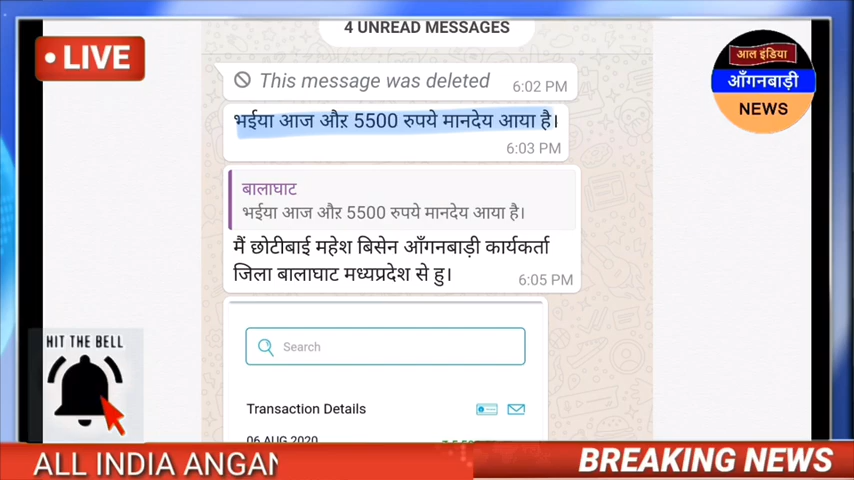 4 UNREAD MESSAGES
• LIVE
आल इंडिया
आँगनबाड़ी
NEWS
This message was deleted 6:02 PM
भईया आज औऱ 5500 रुपये मानदेय आया है।
6:03 PM
बालाघाट
भईया आज औऱ 5500 रुपये मानदेय आया है।
मैं छोटीबाई महेश बिसेन आँगनबाड़ी कार्यकर्ता
जिला बालाघाट मध्यप्रदेश से हु।
6:05 PM
HIT THE BELL
Search
Transaction Details
06 AUG 2020
ALL INDIA ANGAN
BREAKING NEWS